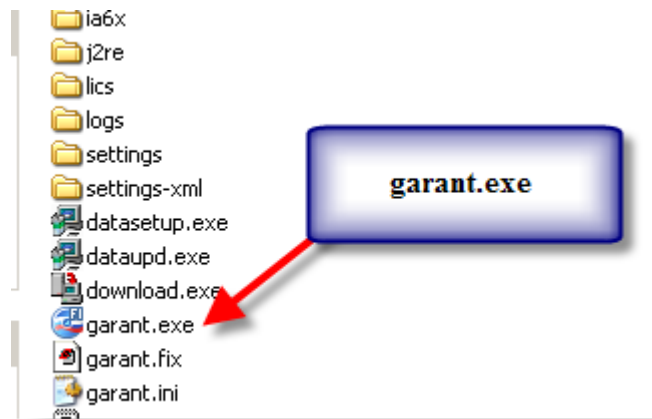 ia6x
j2re
lics
logs
settings
settings-xml
datasetup.exe
dataupd.exe
download.exe
garant.exe
garant.fix
garant.ini
garant.exe